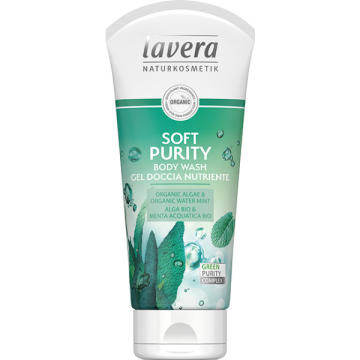 lavera
NATURKOSMETIK
ORGANIC
SOFT
PURITY
BODY WASH
GEL DOCCIA NUTRIENTE
ORGANIC ALGAE &
ORGANIC WATER MINT
ALGA BIO &
MENTA ACQUATICA BIO
GREEN
PURITY
COMPLEX